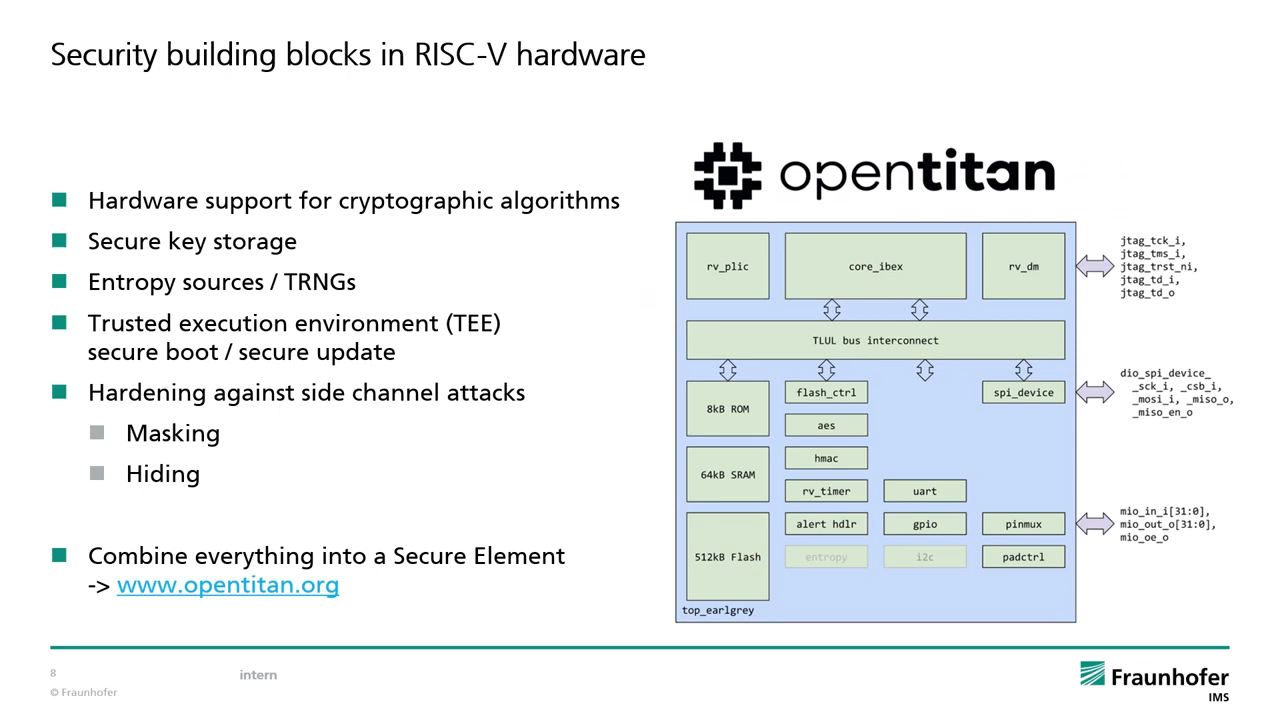 Security building blocks in RISC-V hardware
Hardware support for cryptographic algorithms
Secure key storage
Entropy sources / TRNGs
Trusted execution environment (TEE)
secure boot / secure update
Hardening against side channel attacks
Masking
Hiding
Combine everything into a Secure Element
-> www.opentitan.org
opentitan
rv_plic
core_ibex
rv_dm
jtag_tck_i,
jtag_tms_i,
jtag_trst_ni,
jtag_td_i,
jtag_td_o
TLUL bus interconnect
8kB ROM
flash_ctrl
spi_device
dio_spi_device_
_sck_i, _csb_i,
_mosi_i, _miso_o,
_miso_en_o
aes
64kB SRAM
hmac
rv_timer
uart
512kB Flash
alert hdlr
gpio
pinmux
mio_in_i[31:0],
mio_out_o[31:0],
mio_oe_o
entropy
i2c
padctrl
top_earlgrey
8
intern
© Fraunhofer
Fraunhofer
IMS